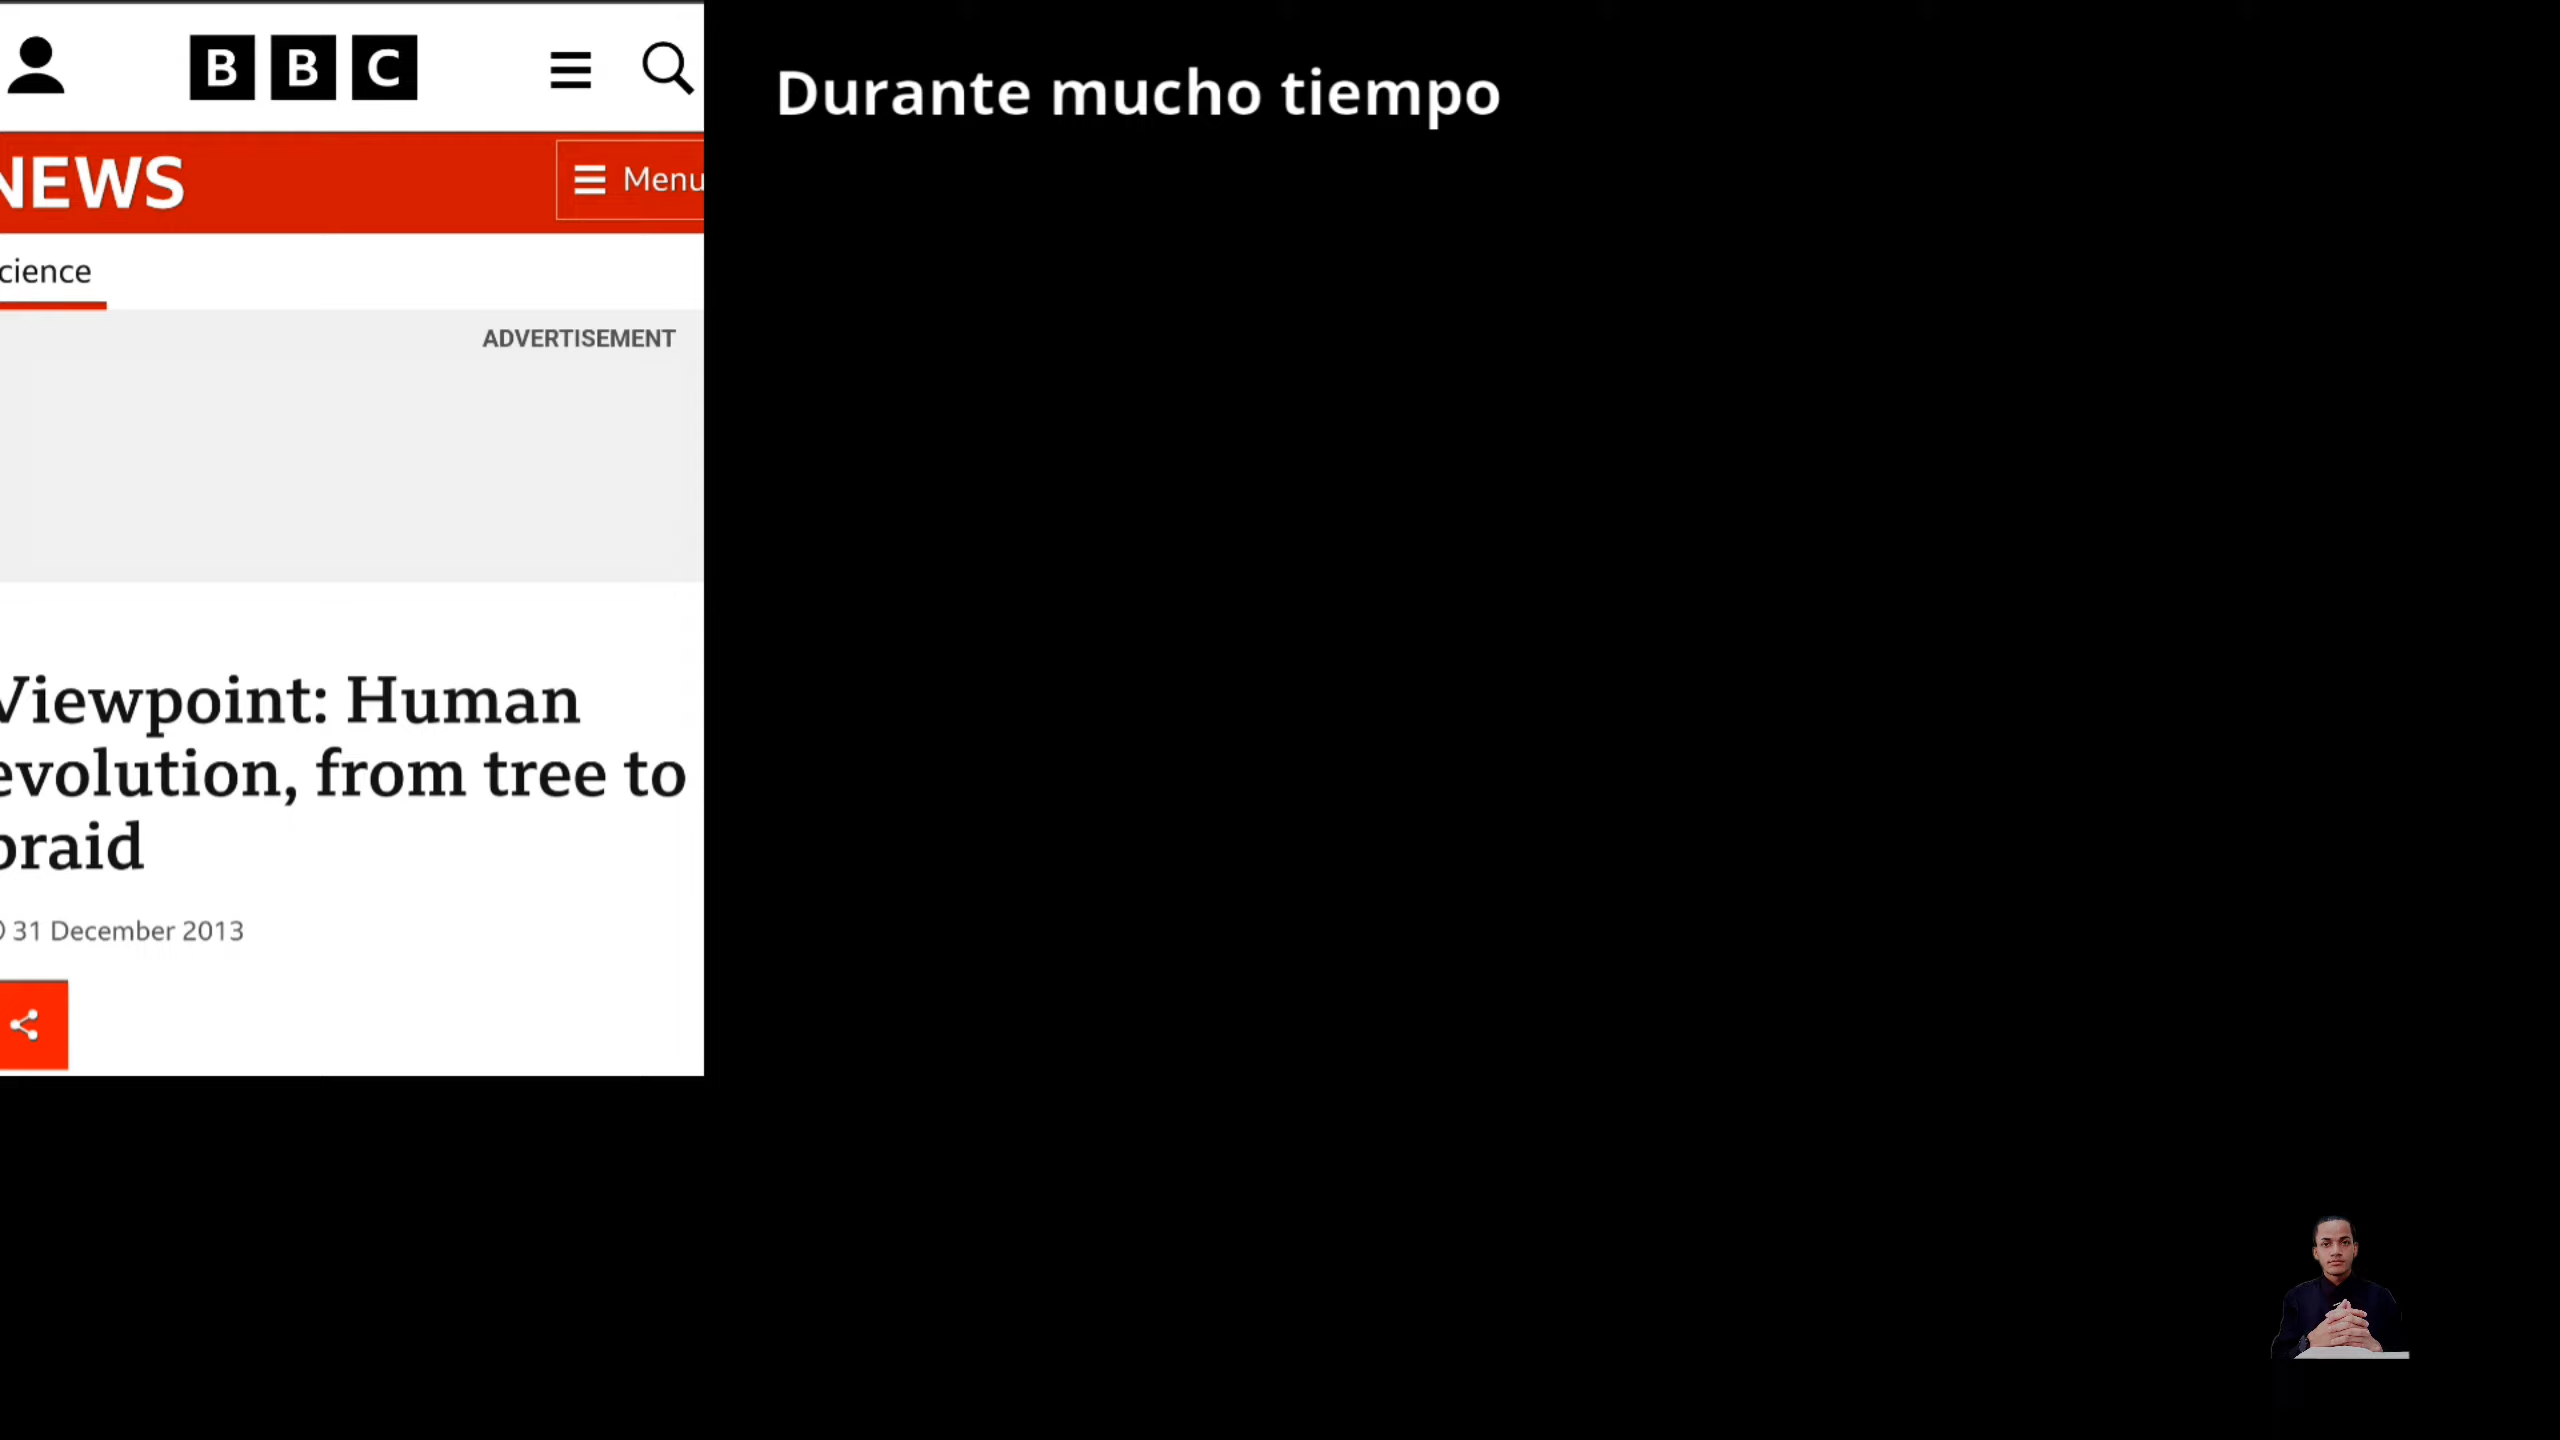 BBC
NEWS
Menu
cience
ADVERTISEMENT
Viewpoint: Human
evolution, from tree to
braid
31 December 2013
Durante mucho tiempo